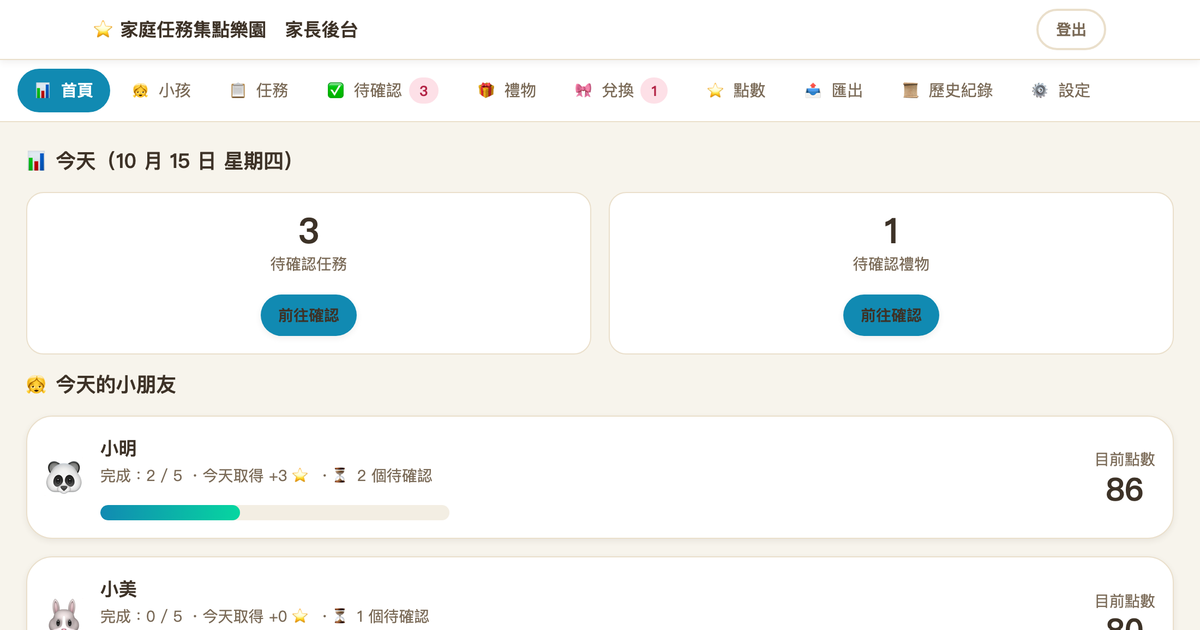 家庭任務集點樂園 家長後台
登出
首頁 小孩 任務 待確認 3 禮物 兌換 1 點數 匯出 歷史紀錄 設定
今天（10 月 15 日 星期四）
3
待確認任務
前往確認
1
待確認禮物
前往確認
今天的小朋友
小明
完成：2 / 5 · 今天取得 +3 · 2 個待確認
目前點數
86
小美
完成：0 / 5 · 今天取得 +0 · 1 個待確認
目前點數
80